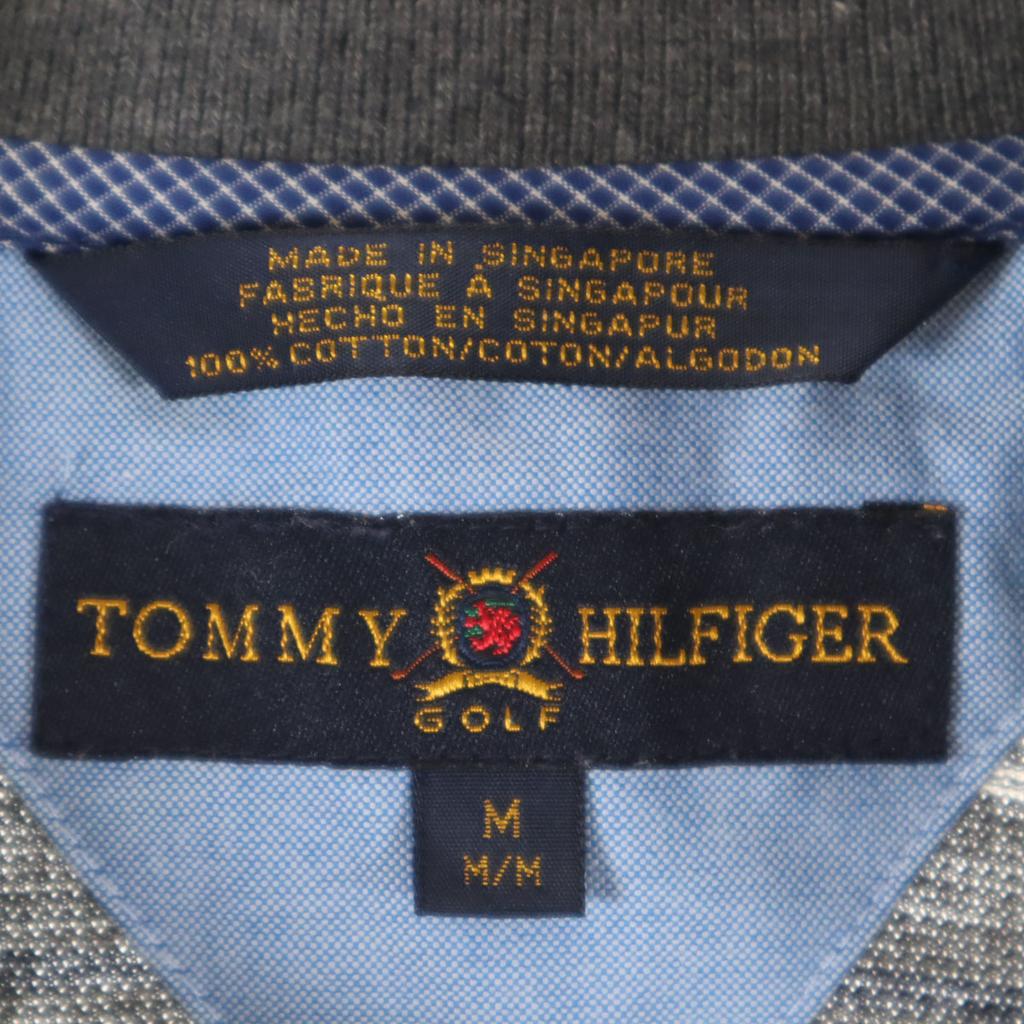 MADE IN SINGAPORE
FABRIQUE À SINGAPOUR
HECHO EN SINGAPUR
100% COTTON/COTON/ALGODON
TOMMY HILFIGER
GOLF
M
M/M